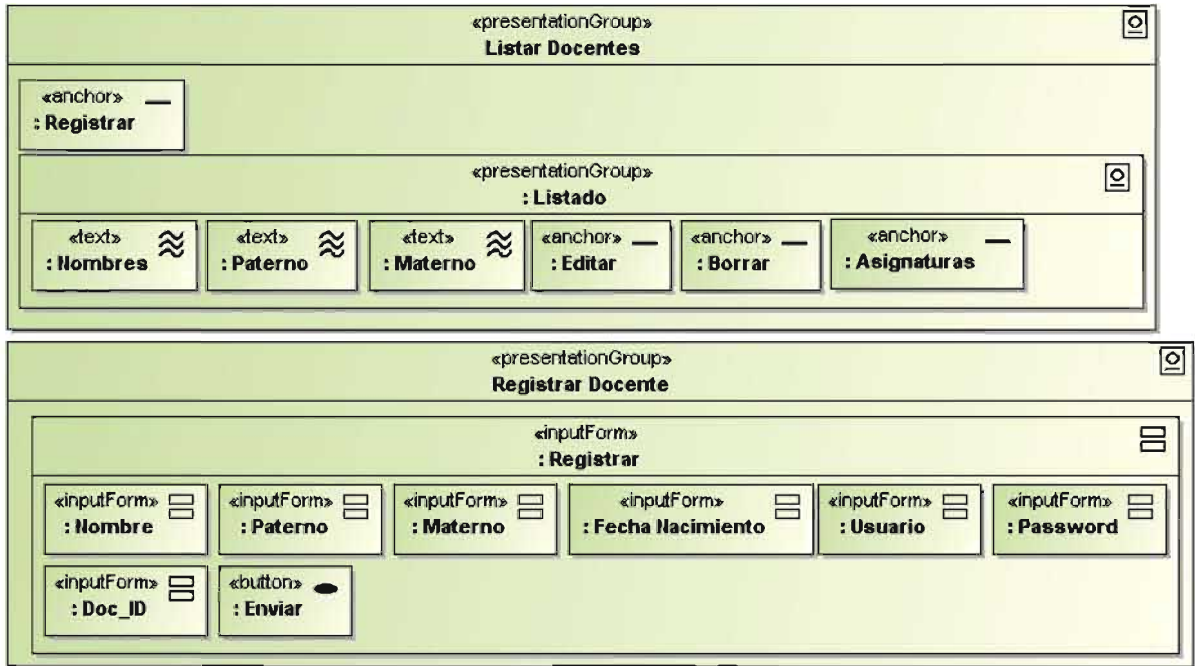 «presentationGroup»
Listar Docentes
«anchor»
: Registrar
«presentationGroup»
: Listado
«text»
: Nombres
«text»
: Paterno
«text»
: Materno
«anchor»
: Editar
«anchor»
: Borrar
«anchor»
: Asignaturas
«presentationGroup»
Registrar Docente
«inputForm»
: Registrar
«inputForm»
: Nombre
«inputForm»
: Paterno
«inputForm»
: Materno
«inputForm»
: Fecha Nacimiento
«inputForm»
: Usuario
«inputForm»
: Password
«inputForm»
: Doc_ID
«button»
: Enviar